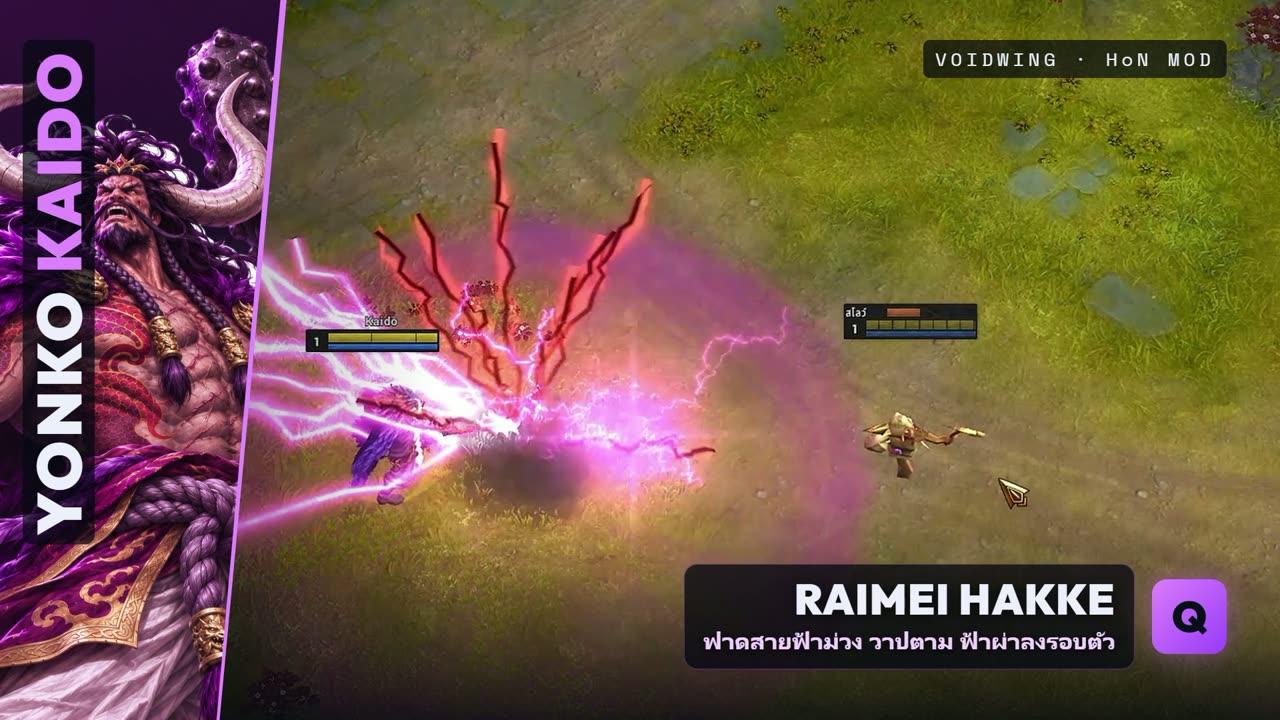 YONKO KAIDO
VOIDWING · HoN MOD
Kaido
1
สโลว์
1
RAIMEI HAKKE
ฟาดสายฟ้าม่วง วาปตาม ฟ้าผ่าลงรอบตัว
Q